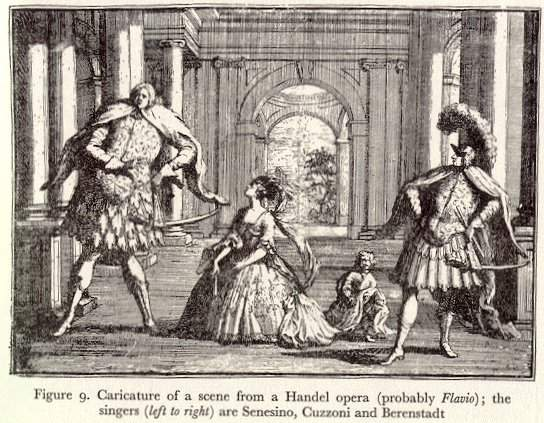 Figure 9. Caricature of a scene from a Handel opera (probably Flavio); the
singers (left to right) are Senesino, Cuzzoni and Berenstadt